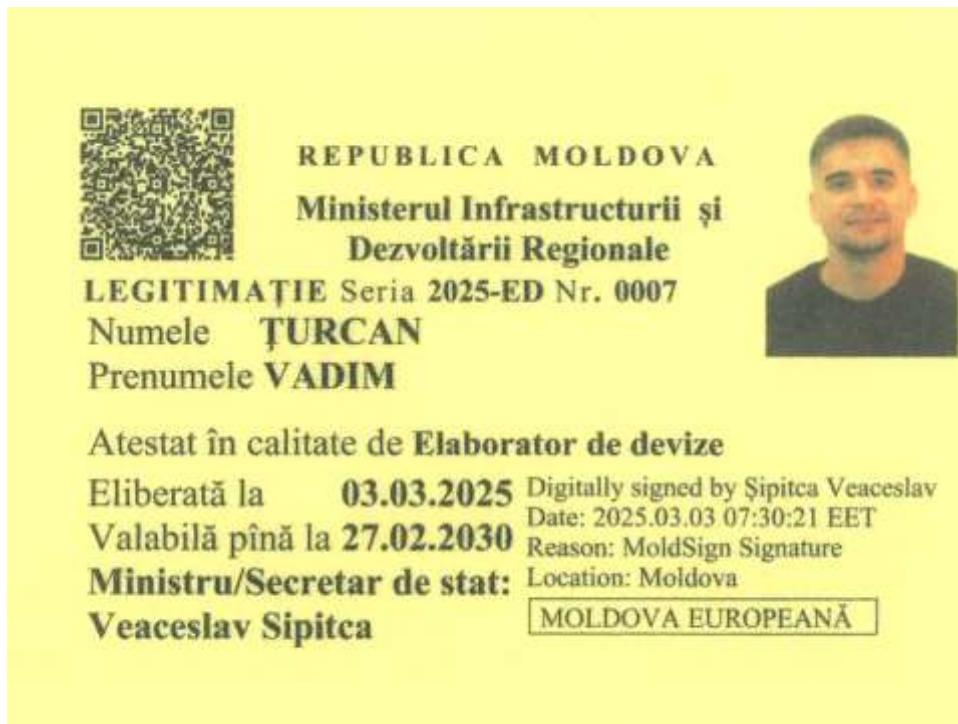 REPUBLICA MOLDOVA
Ministerul Infrastructurii și
Dezvoltării Regionale
LEGITIMAȚIE Seria 2025-ED Nr. 0007
Numele ȚURCAN
Prenumele VADIM
Atestat în calitate de Elaborator de devize
Eliberată la 03.03.2025
Valabilă pînă la 27.02.2030
Ministru/Secretar de stat:
Veaceslav Sipitca
Digitally signed by Șipitca Veaceslav
Date: 2025.03.03 07:30:21 EET
Reason: MoldSign Signature
Location: Moldova
MOLDOVA EUROPEANĂ